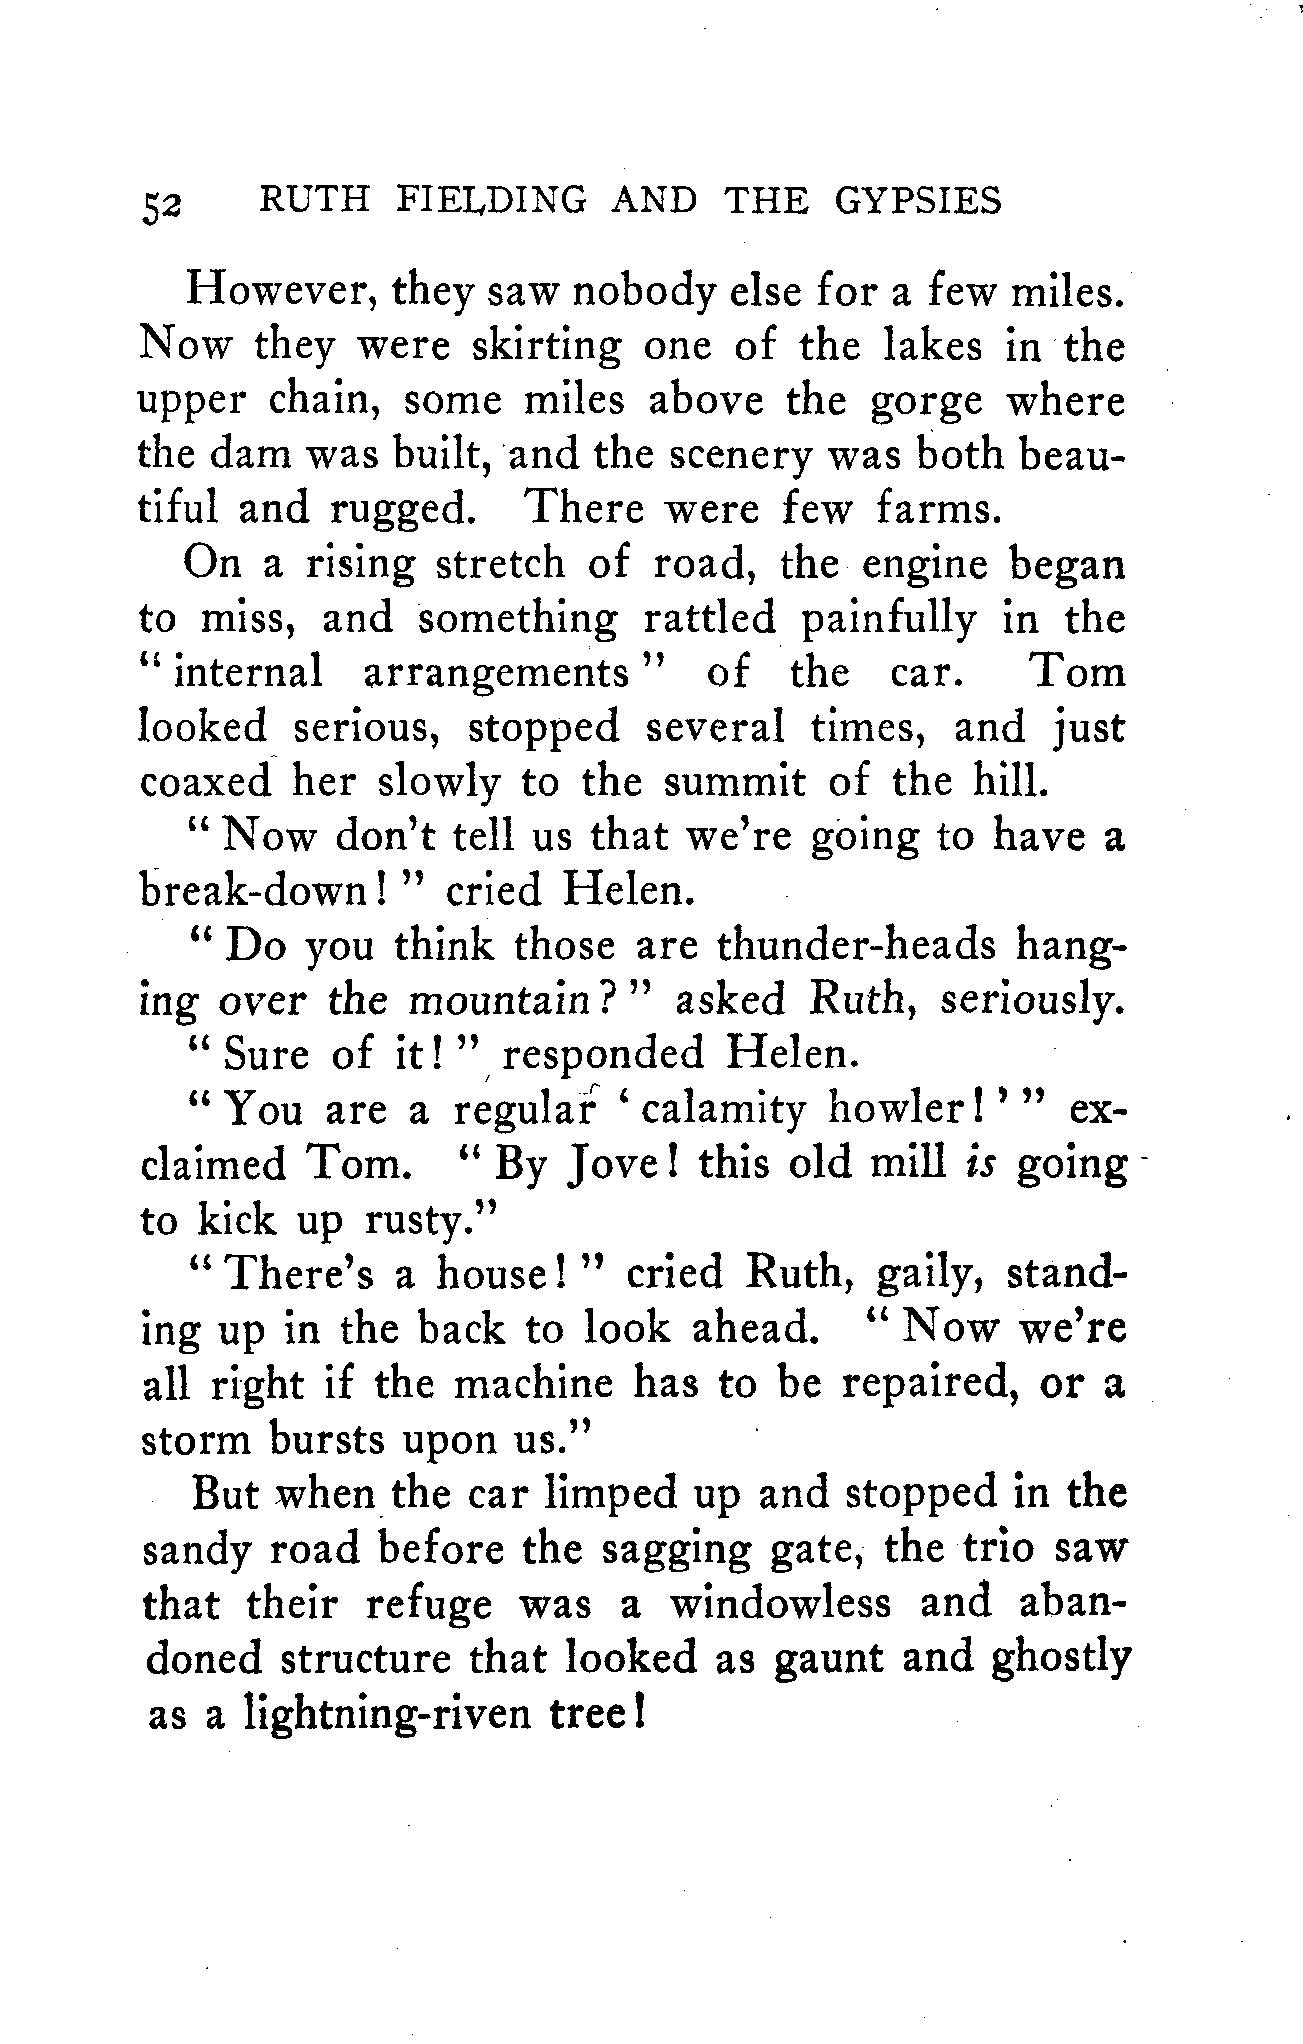 52 RUTH FIELDING AND THE GYPSIES
However, they saw nobody else for a few miles.
Now they were skirting one of the lakes in the
upper chain, some miles above the gorge where
the dam was built, and the scenery was both beau-
tiful and rugged. There were few farms.
On a rising stretch of road, the engine began
to miss, and something rattled painfully in the
“ internal arrangements ” of the car. Tom
looked serious, stopped several times, and just
coaxed her slowly to the summit of the hill.
“ Now don’t tell us that we’re going to have a
break-down! ” cried Helen.
“ Do you think those are thunder-heads hang-
ing over the mountain? ” asked Ruth, seriously.
“ Sure of it! ” responded Helen.
“ You are a regular ‘ calamity howler! ’ ” ex-
claimed Tom. “ By Jove! this old mill is going
to kick up rusty.”
“ There’s a house! ” cried Ruth, gaily, stand-
ing up in the back to look ahead. “ Now we’re
all right if the machine has to be repaired, or a
storm bursts upon us.”
But when the car limped up and stopped in the
sandy road before the sagging gate, the trio saw
that their refuge was a windowless and aban-
doned structure that looked as gaunt and ghostly
as a lightning-riven tree!